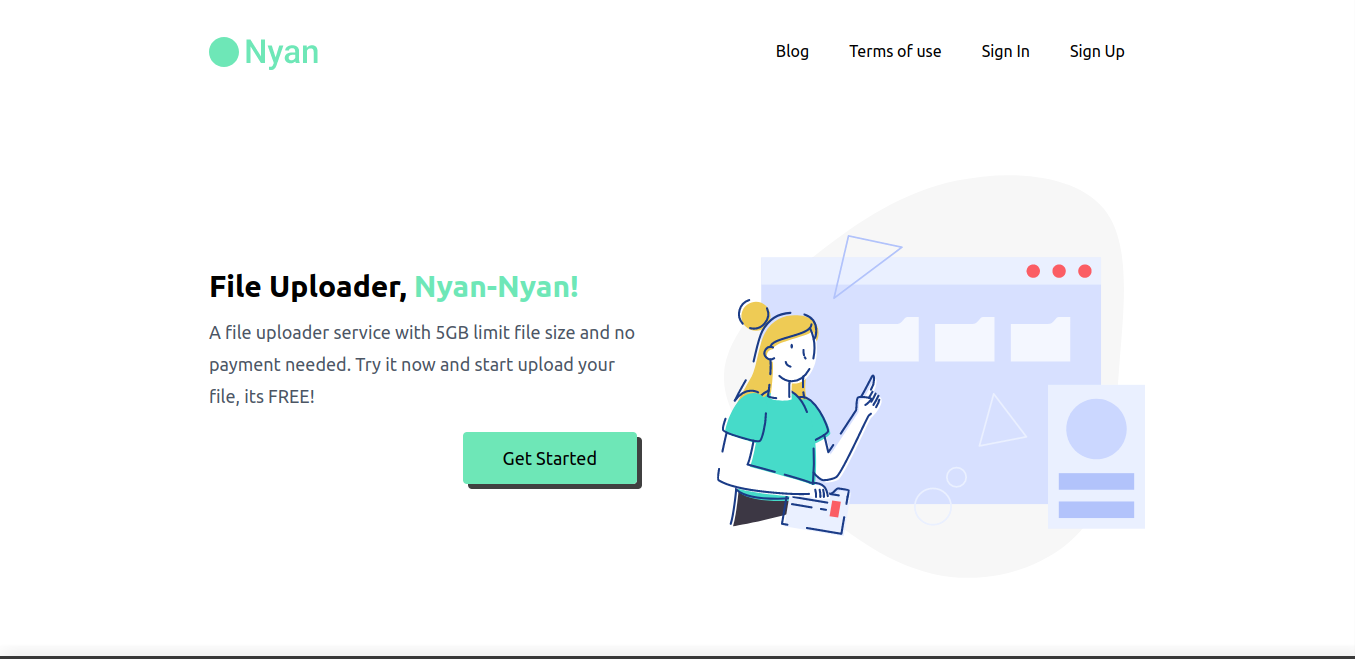 Nyan
Blog
Terms of use
Sign In
Sign Up
File Uploader, Nyan-Nyan!
A file uploader service with 5GB limit file size and no
payment needed. Try it now and start upload your
file, its FREE!
Get Started